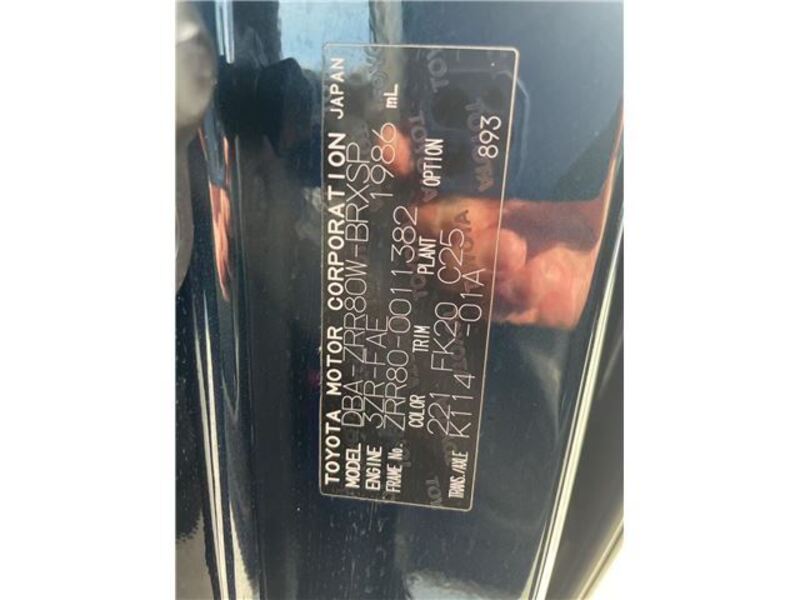 TOYOTA MOTOR CORPORATION JAPAN
MODEL DBA-ZRR80W-BRXSP
ENGINE 3ZR-FAE 1986 mL
FRAME No. ZRR80-0011382
COLOR TRIM PLANT OPTION
221 FK20 C25 893
TRANS./AXLE K114 -01A